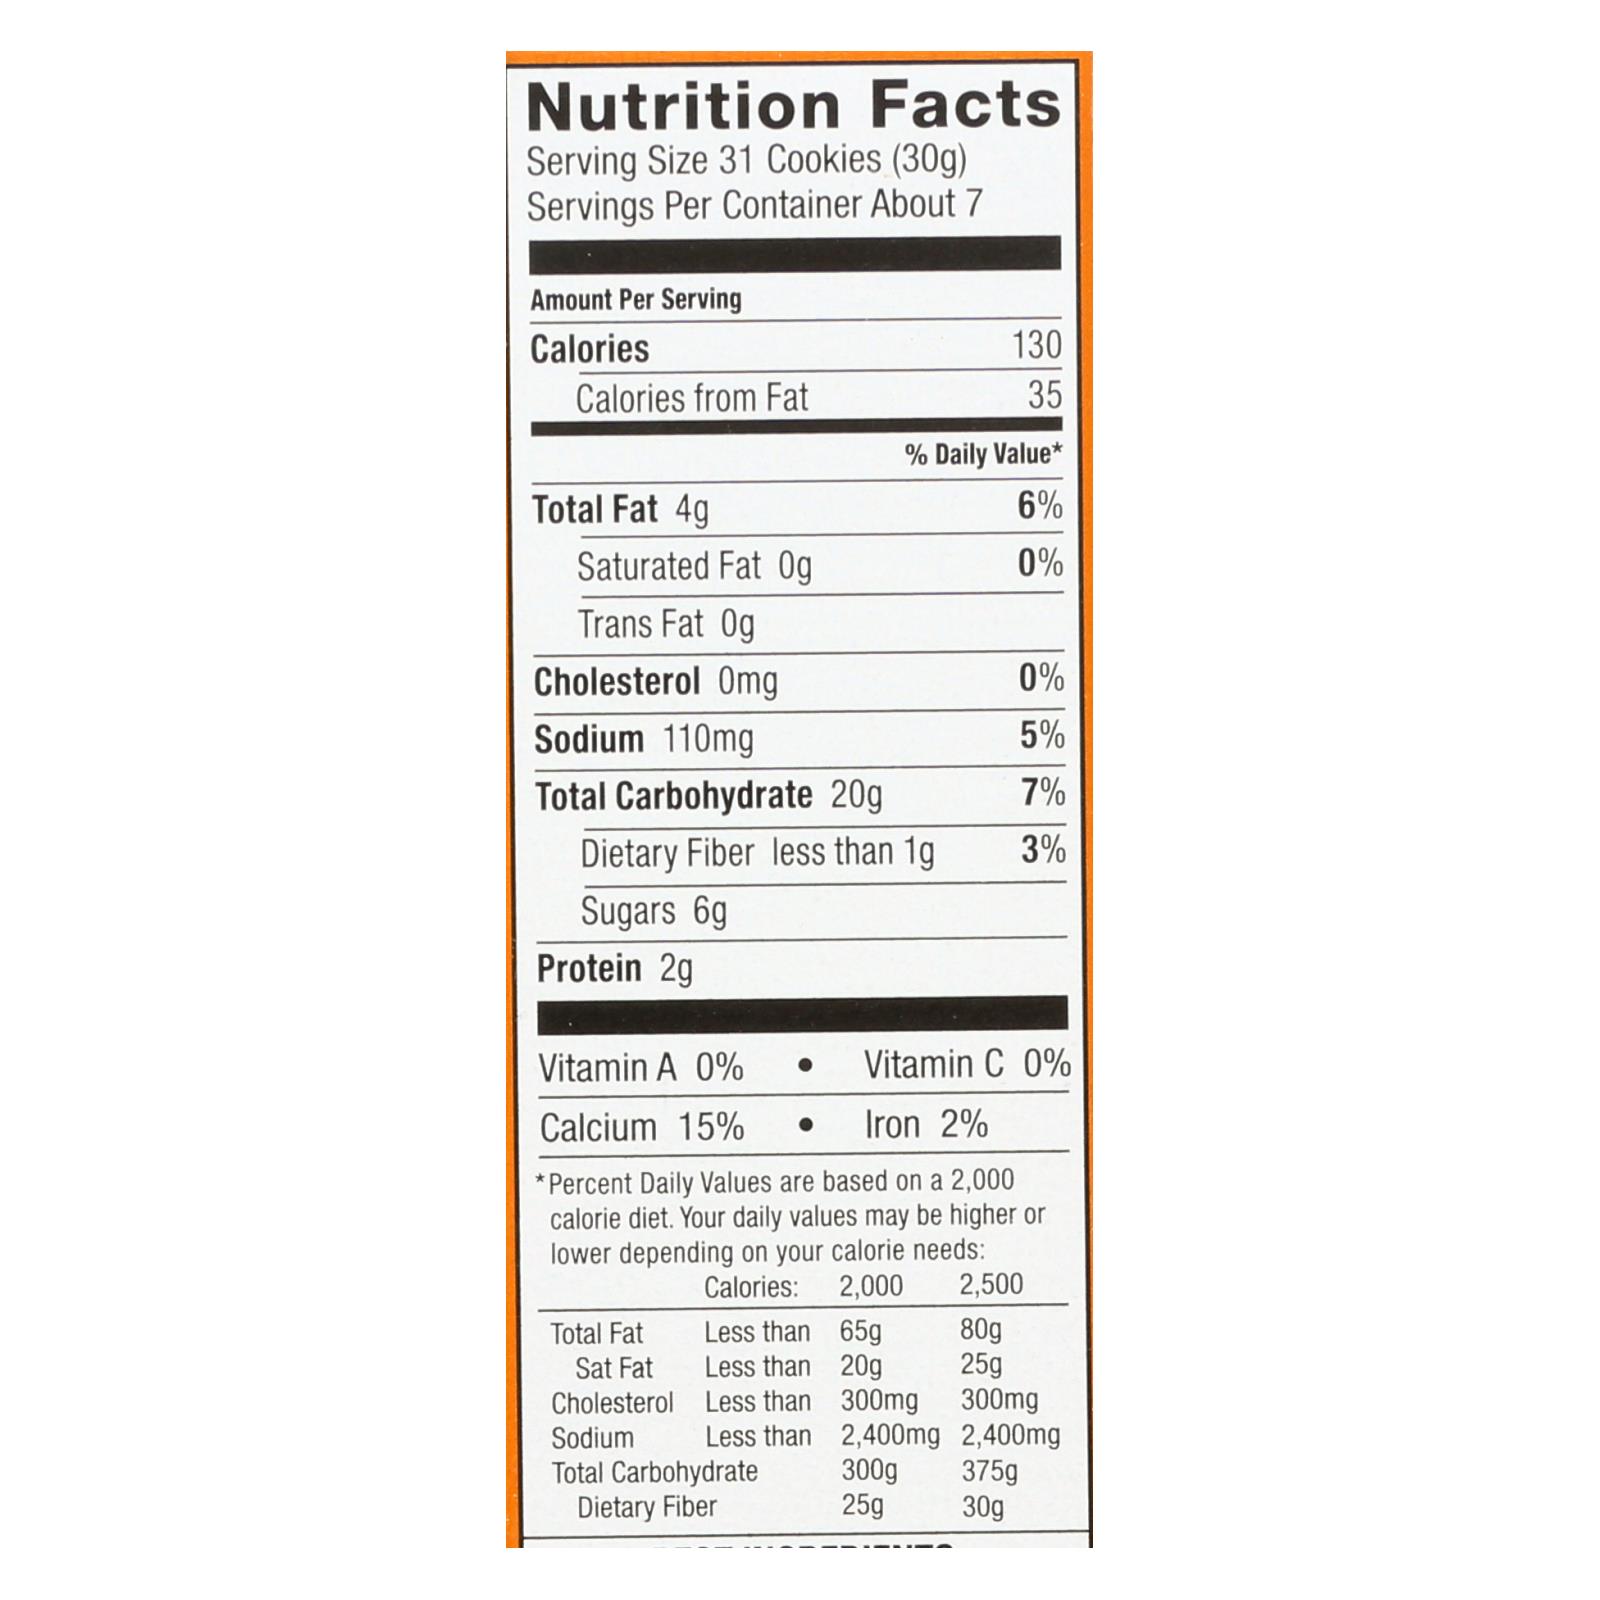 Nutrition Facts
Serving Size 31 Cookies (30g)
Servings Per Container About 7
Amount Per Serving
Calories 130
Calories from Fat 35
% Daily Value*
Total Fat 4g 6%
Saturated Fat 0g 0%
Trans Fat 0g
Cholesterol 0mg 0%
Sodium 110mg 5%
Total Carbohydrate 20g 7%
Dietary Fiber less than 1g 3%
Sugars 6g
Protein 2g
Vitamin A 0% • Vitamin C 0%
Calcium 15% • Iron 2%
*Percent Daily Values are based on a 2,000
calorie diet. Your daily values may be higher or
lower depending on your calorie needs:
Calories: 2,000 2,500
Total Fat Less than 65g 80g
Sat Fat Less than 20g 25g
Cholesterol Less than 300mg 300mg
Sodium Less than 2,400mg 2,400mg
Total Carbohydrate 300g 375g
Dietary Fiber 25g 30g